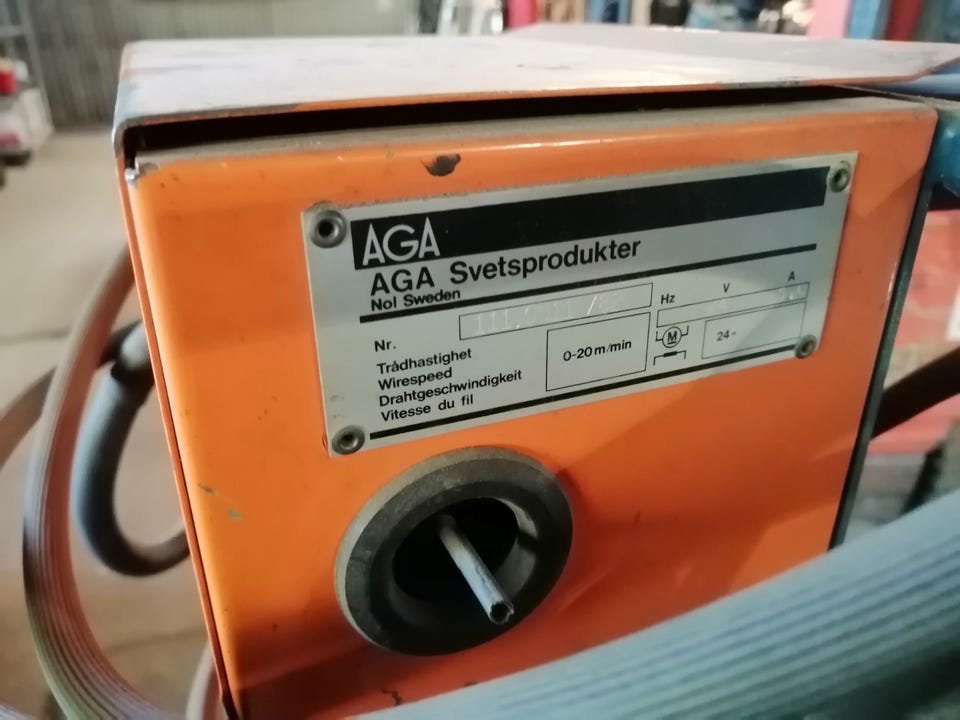 AGA
AGA Svetsprodukter
Nol Sweden
Nr.
Hz V A
Trådhastighet
Wirespeed
Drahtgeschwindigkeit
Vitesse du fil
0-20 m/min
M
24=